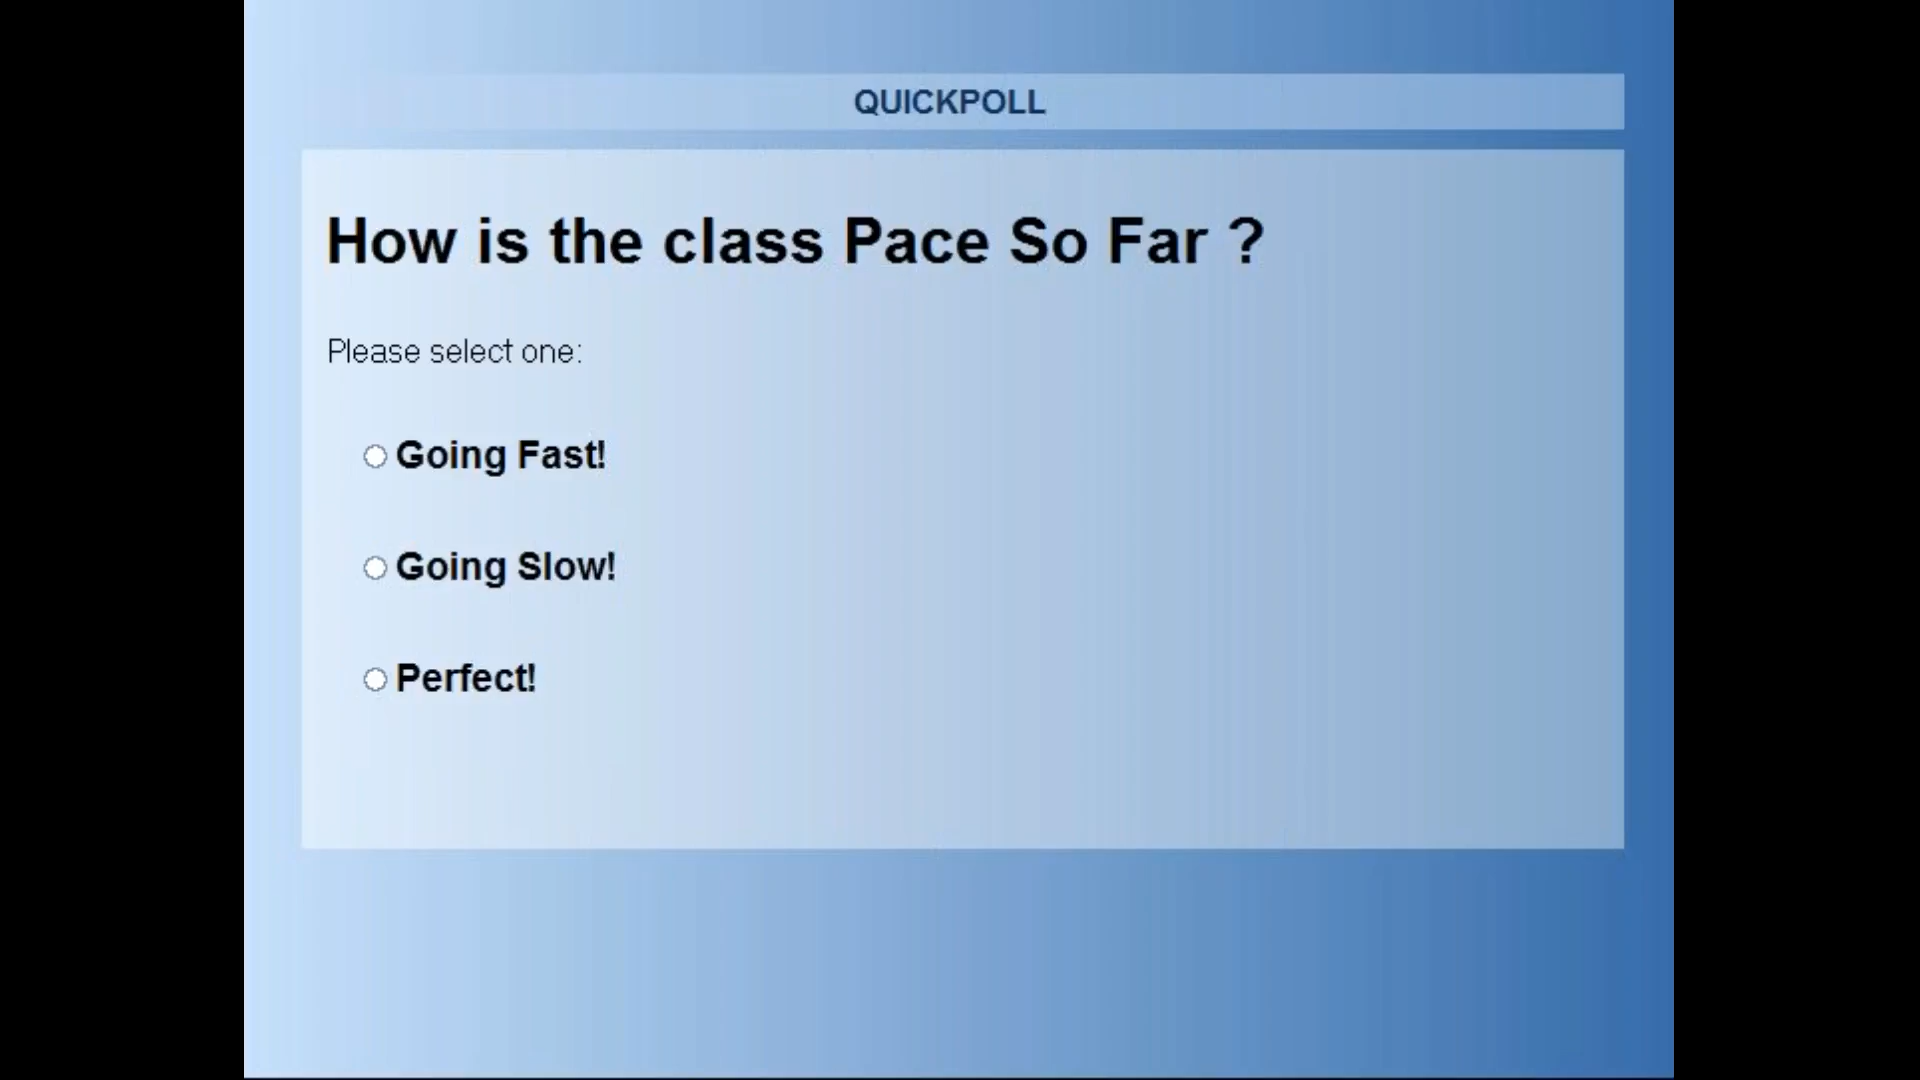 QUICKPOLL
How is the class Pace So Far ?
Please select one:
Going Fast!
Going Slow!
Perfect!